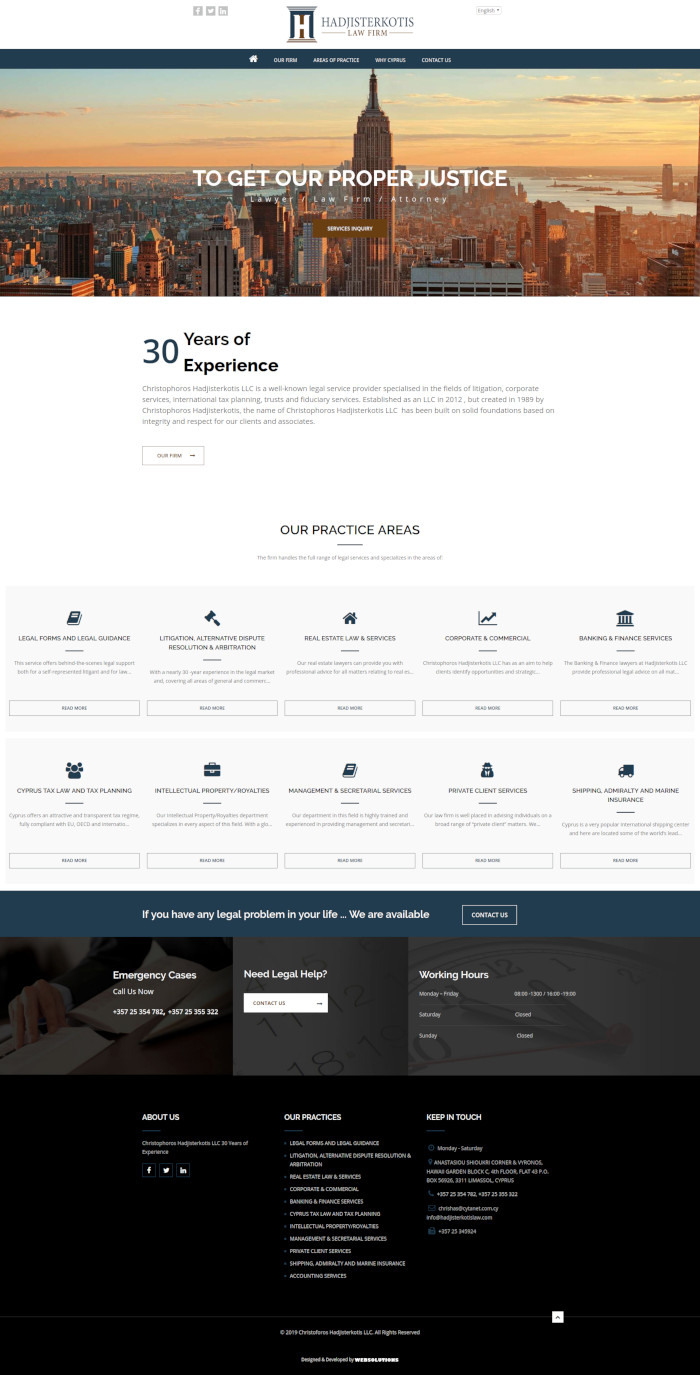 English
HADJISTERKOTIS
LAW FIRM
OUR FIRM
AREAS OF PRACTICE
WHY CYPRUS
CONTACT US
TO GET OUR PROPER JUSTICE
Lawyer / Law Firm / Attorney
SERVICES INQUIRY
30
Years of
Experience
Christophoros Hadjisterkotis LLC is a well-known legal service provider specialised in the fields of litigation, corporate
services, international tax planning, trusts and fiduciary services. Established as an LLC in 2012 , but created in 1989 by
Christophoros Hadjisterkotis, the name of Christophoros Hadjisterkotis LLC has been built on solid foundations based on
integrity and respect for our clients and associates.
OUR FIRM
OUR PRACTICE AREAS
The firm handles the full range of legal services and specializes in the areas of:
LEGAL FORMS AND LEGAL GUIDANCE
This service offers behind-the-scenes legal support
both for a self-represented litigant and for law...
READ MORE
LITIGATION, ALTERNATIVE DISPUTE
RESOLUTION & ARBITRATION
With a nearly 30 -year experience in the legal market
and, covering all areas of general and commerc...
READ MORE
REAL ESTATE LAW & SERVICES
Our real estate lawyers can provide you with
professional advice for all matters relating to real es...
READ MORE
CORPORATE & COMMERCIAL
Christophoros Hadjisterkotis LLC has as an aim to help
clients identify opportunities and strategic...
READ MORE
BANKING & FINANCE SERVICES
The Banking & Finance lawyers at Hadjisterkotis LLC
provide professional legal advice on all mat...
READ MORE
CYPRUS TAX LAW AND TAX PLANNING
Cyprus offers an attractive and transparent tax regime,
fully compliant with EU, OECD and internatio...
READ MORE
INTELLECTUAL PROPERTY/ROYALTIES
Our Intellectual Property/Royalties department
specializes in every aspect of this field. With a glo...
READ MORE
MANAGEMENT & SECRETARIAL SERVICES
Our department in this field is highly trained and
experienced in providing management and secretari...
READ MORE
PRIVATE CLIENT SERVICES
Our law firm is well-placed in advising individuals on a
broad range of "private client" matters. We...
READ MORE
SHIPPING, ADMIRALTY AND MARINE
INSURANCE
Cyprus is a very popular international shipping center
and here are located some of the world's lead...
READ MORE
If you have any legal problem in your life ... We are available
CONTACT US
Emergency Cases
Call Us Now
+357 25 354 782, +357 25 355 322
Need Legal Help?
CONTACT US
Working Hours
Monday – Friday 08:00 -1300 / 16:00 -19:00
Saturday Closed
Sunday Closed
ABOUT US
Christophoros Hadjisterkotis LLC 30 Years of
Experience
OUR PRACTICES
LEGAL FORMS AND LEGAL GUIDANCE
LITIGATION, ALTERNATIVE DISPUTE RESOLUTION &
ARBITRATION
REAL ESTATE LAW & SERVICES
CORPORATE & COMMERCIAL
BANKING & FINANCE SERVICES
CYPRUS TAX LAW AND TAX PLANNING
INTELLECTUAL PROPERTY/ROYALTIES
MANAGEMENT & SECRETARIAL SERVICES
PRIVATE CLIENT SERVICES
SHIPPING, ADMIRALTY AND MARINE INSURANCE
ACCOUNTING SERVICES
KEEP IN TOUCH
Monday - Saturday
ANASTASIOU SHIOUKRI CORNER & VYRONOS,
HAWAII GARDEN BLOCK C, 4th FLOOR, FLAT 43 P.O.
BOX 56926, 3311 LIMASSOL, CYPRUS
+357 25 354 782, +357 25 355 322
chrishas@cytanet.com.cy
info@hadjisterkotislaw.com
+357 25 345924
© 2019 Christoforos Hadjisterkotis LLC. All Rights Reserved
Designed & Developed by WEBSOLUTIONS